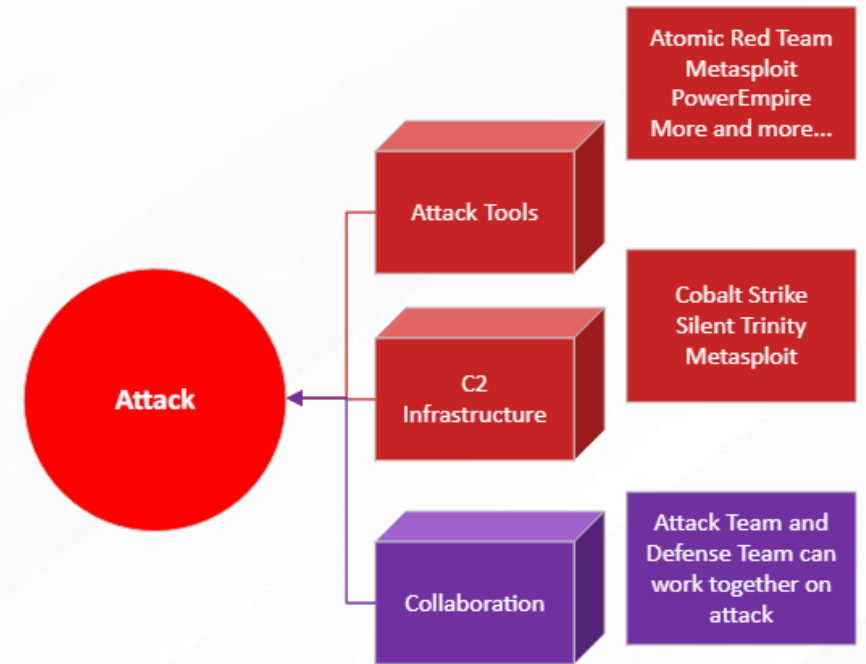 Atomic Red Team
Metasploit
PowerEmpire
More and more...
Attack Tools
Cobalt Strike
Silent Trinity
Metasploit
Attack
C2
Infrastructure
Attack Team and
Defense Team can
work together on
attack
Collaboration